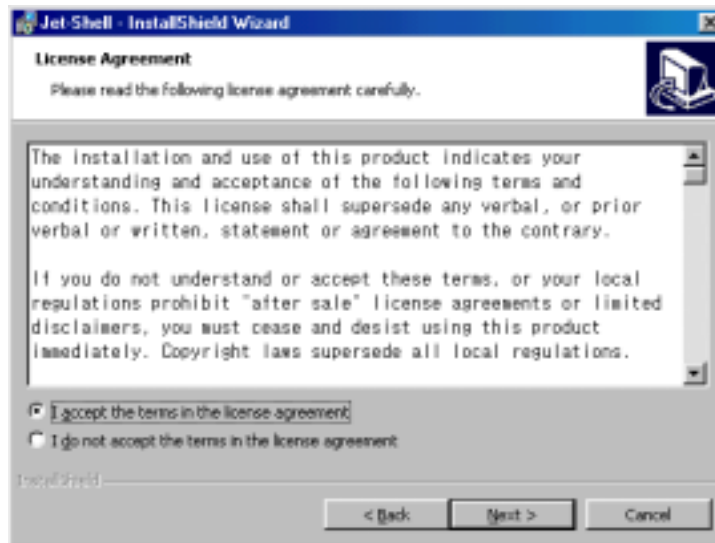 Jet-Shell - InstallShield Wizard
License Agreement
Please read the following license agreement carefully.
The installation and use of this product indicates your
understanding and acceptance of the following terms and
conditions. This license shall supersede any verbal, or prior
verbal or written, statement or agreement to the contrary.
If you do not understand or accept these terms, or your local
regulations prohibit "after sale" license agreements or limited
disclaimers, you must cease and desist using this product
immediately. Copyright laws supersede all local regulations.
I accept the terms in the license agreement
I do not accept the terms in the license agreement
InstallShield
< Back
Next >
Cancel